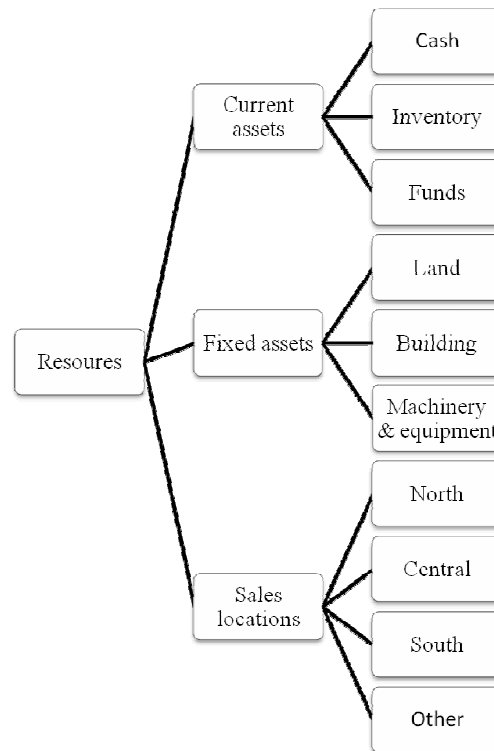 Cash
Current
assets
Inventory
Funds
Land
Resoures
Fixed assets
Building
Machinery
& equipment
North
Central
Sales
locations
South
Other